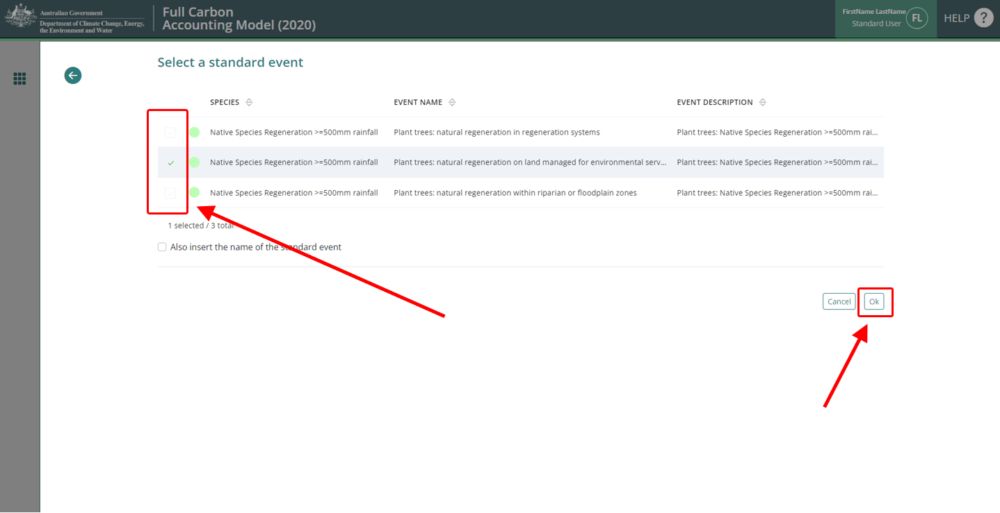 Australian Government
Department of Climate Change, Energy,
the Environment and Water
Full Carbon
Accounting Model (2020)
FirstName LastName
Standard User
FL
HELP ?
Select a standard event
SPECIES EVENT NAME EVENT DESCRIPTION
Native Species Regeneration >=500mm rainfall Plant trees: natural regeneration in regeneration systems Plant trees: Native Species Regeneration >=500mm rai...
Native Species Regeneration >=500mm rainfall Plant trees: natural regeneration on land managed for environmental serv... Plant trees: Native Species Regeneration >=500mm rai...
Native Species Regeneration >=500mm rainfall Plant trees: natural regeneration within riparian or floodplain zones Plant trees: Native Species Regeneration >=500mm rai...
1 selected / 3 total
Also insert the name of the standard event
Cancel Ok